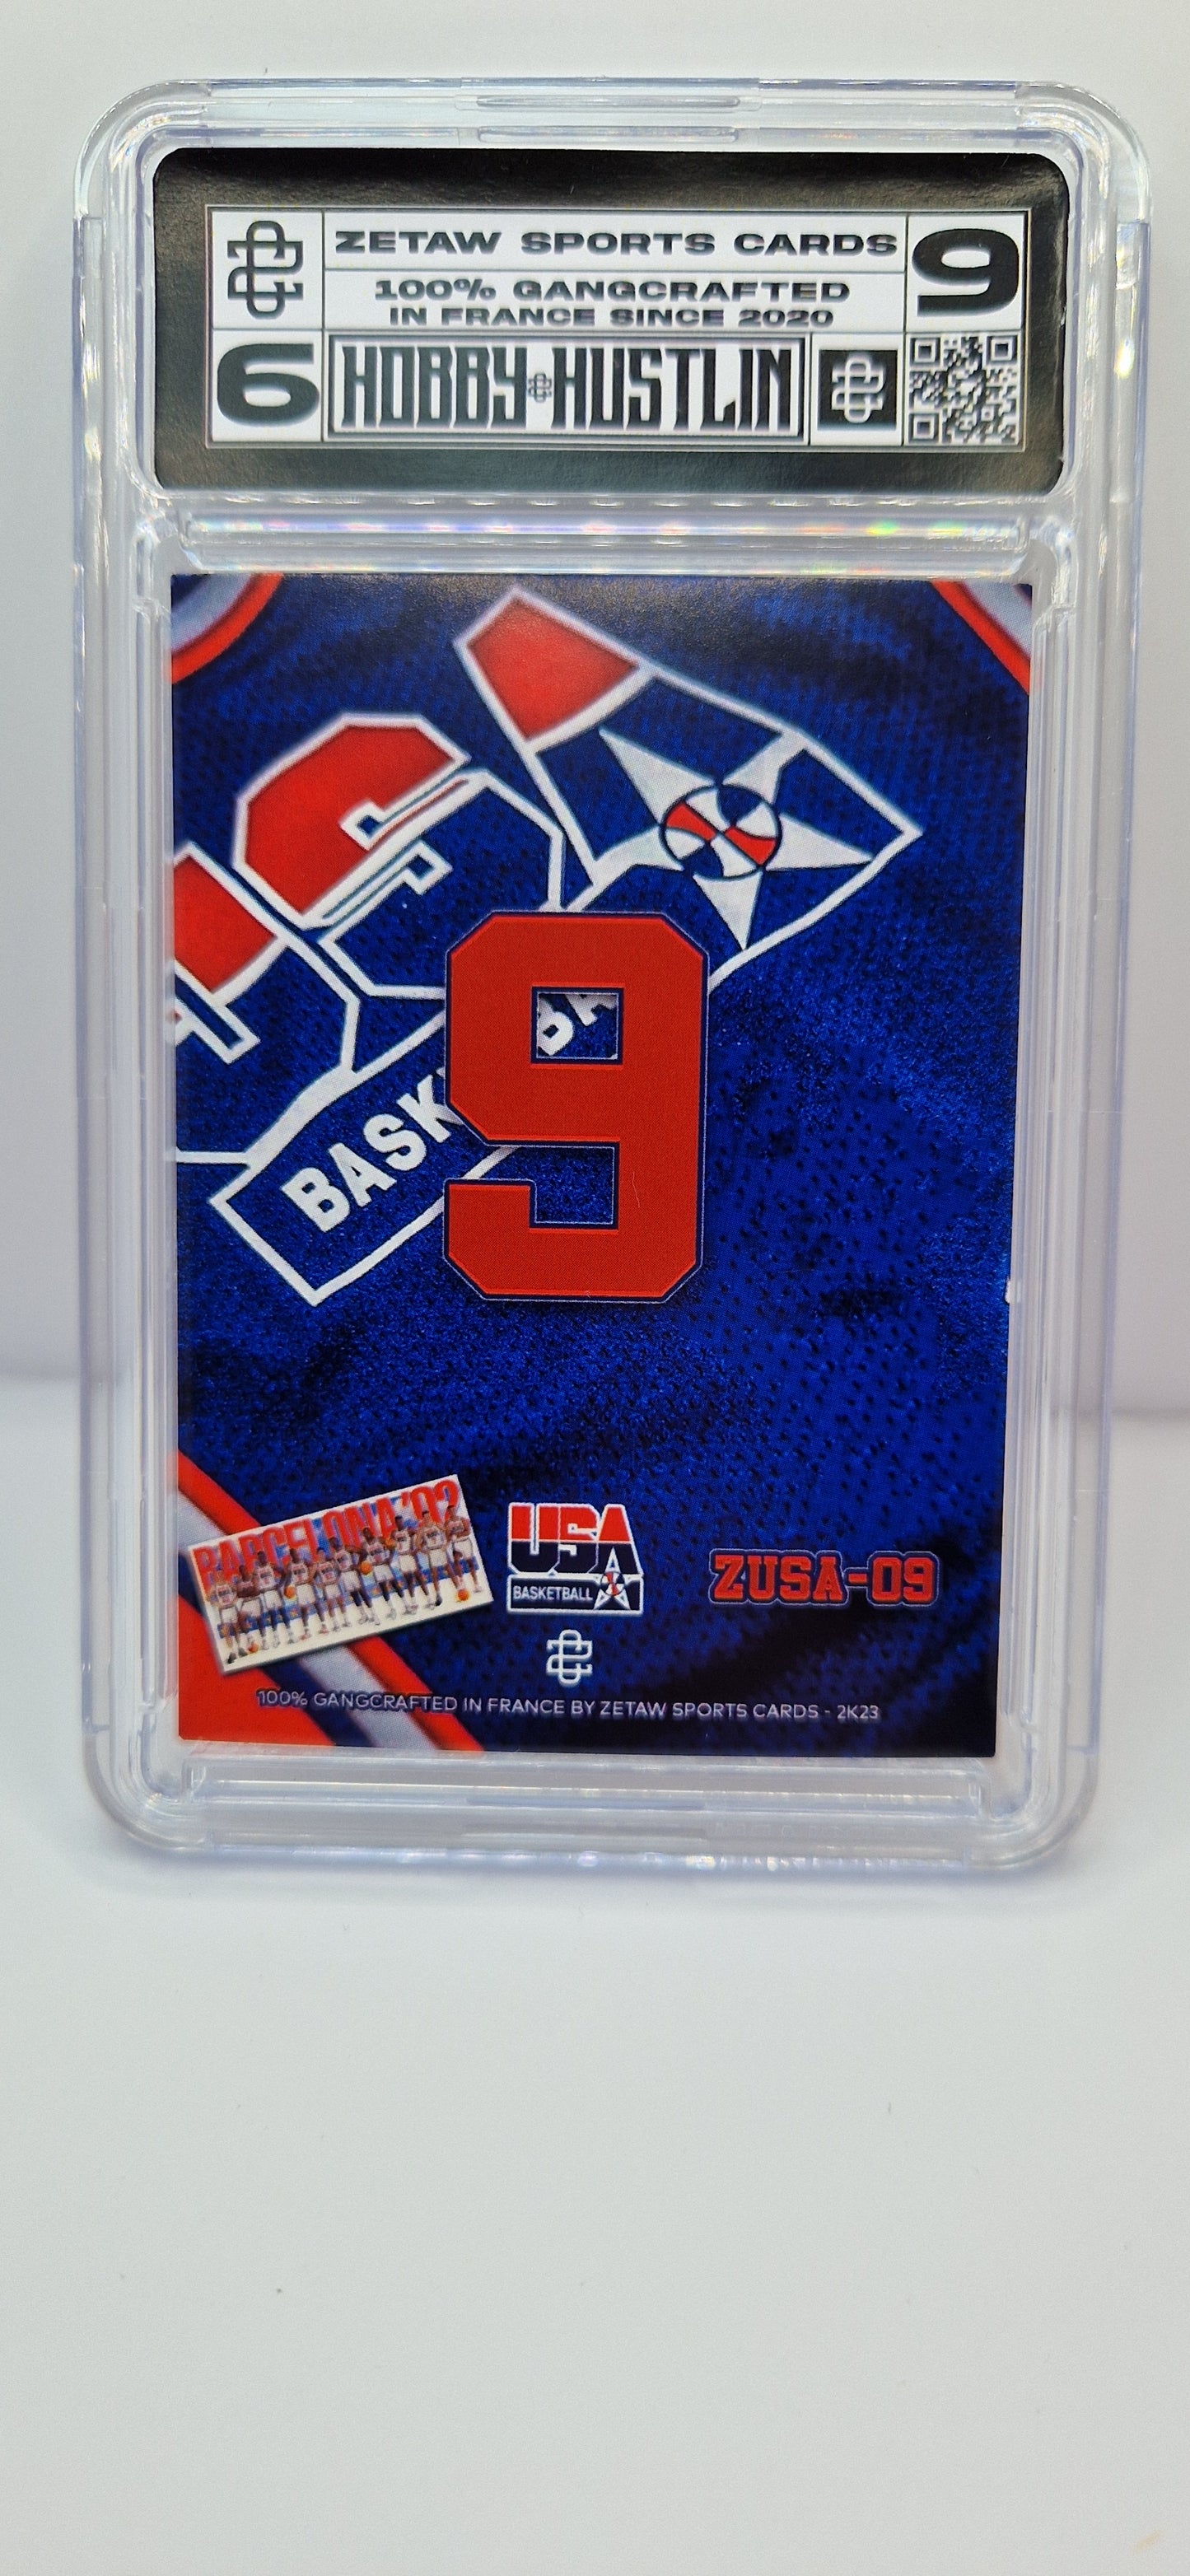 ZETAW SPORTS CARDS
9
100% GANGCRAFTED
IN FRANCE SINCE 2020
6
HOBBY HUSTLIN
BASK
BA
9
BARCELONA'92
USA
BASKETBALL
ZUSA-09
100% GANGCRAFTED IN FRANCE BY ZETAW SPORTS CARDS - 2K23